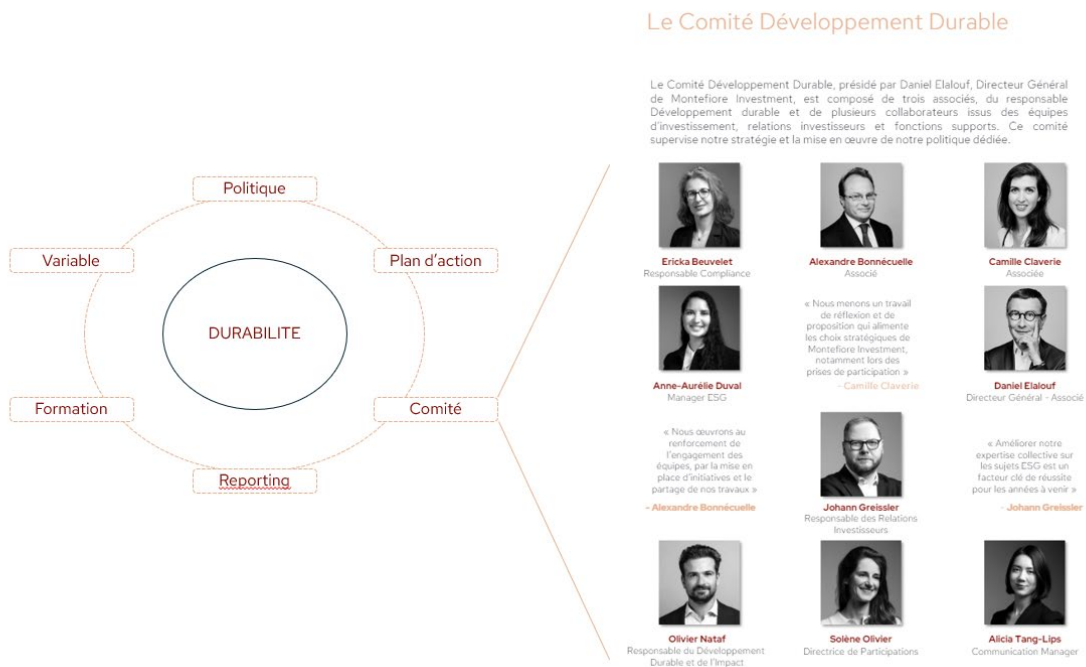 Le Comité Développement Durable
Le Comité Développement Durable, présidé par Daniel Elalouf, Directeur Général
de Montefiore Investment, est composé de trois associés, du responsable
Développement durable et de plusieurs collaborateurs issus des équipes
d'investissement, relations investisseurs et fonctions supports. Ce comité
supervise notre stratégie et la mise en œuvre de notre politique dédiée.
Politique
Variable
Plan d'action
DURABILITE
Formation
Comité
Reporting
Ericka Beuvelet
Responsable Compliance
Alexandre Bonnécuelle
Associé
Camille Claverie
Associée
Anne-Aurélie Duval
Manager ESG
« Nous menons un travail
de réflexion et de
proposition qui alimente
les choix stratégiques de
Montefiore Investment,
notamment lors des
prises de participation »
- Camille Claverie
Daniel Elalouf
Directeur Général - Associé
« Nous œuvrons au
renforcement de
l'engagement des
équipes, par la mise en
place d'initiatives et le
partage de nos travaux »
- Alexandre Bonnécuelle
Johann Greissler
Responsable des Relations
Investisseurs
« Améliorer notre
expertise collective sur
les sujets ESG est un
facteur clé de réussite
pour les années à venir »
- Johann Greissler
Olivier Nataf
Responsable du Développement
Durable et de l'Impact
Solène Olivier
Directrice de Participations
Alicia Tang-Lips
Communication Manager